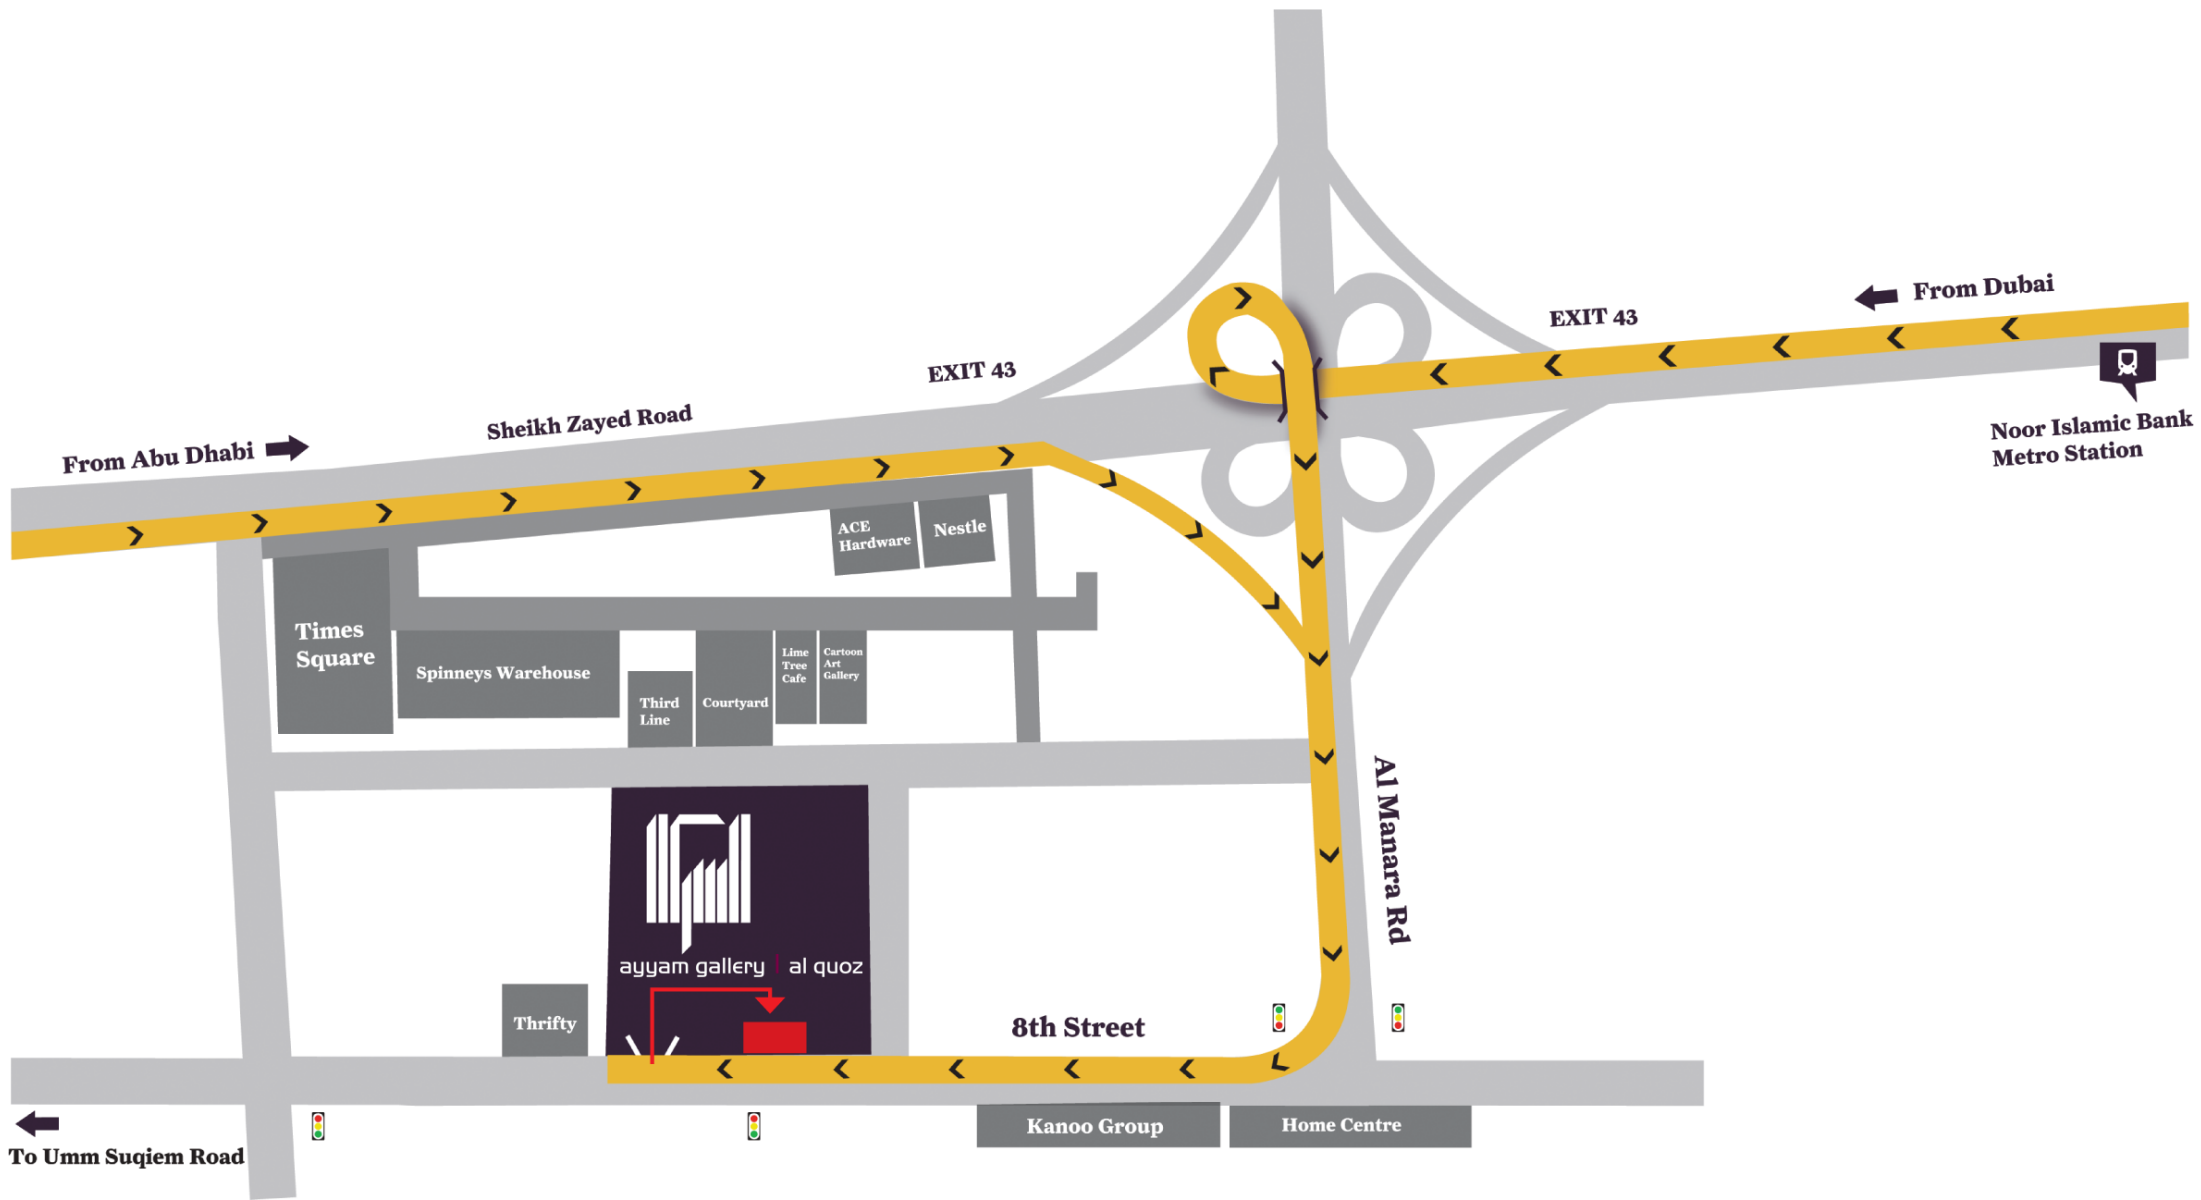 From Dubai
EXIT 43
EXIT 43
Sheikh Zayed Road
From Abu Dhabi
Noor Islamic Bank
Metro Station
ACE
Hardware
Nestle
Times
Square
Spinneys Warehouse
Third
Line
Courtyard
Lime
Tree
Cafe
Cartoon
Art
Gallery
Al Manara Rd
ayyam gallery | al quoz
Thrifty
8th Street
Kanoo Group
Home Centre
To Umm Suqiem Road